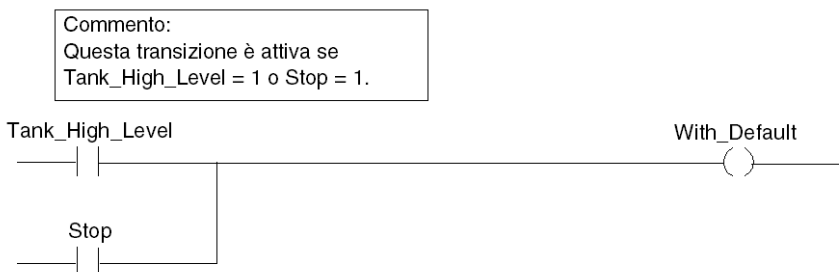 Commento:
Questa transizione è attiva se
Tank_High_Level = 1 o Stop = 1.
Tank_High_Level
With_Default
Stop